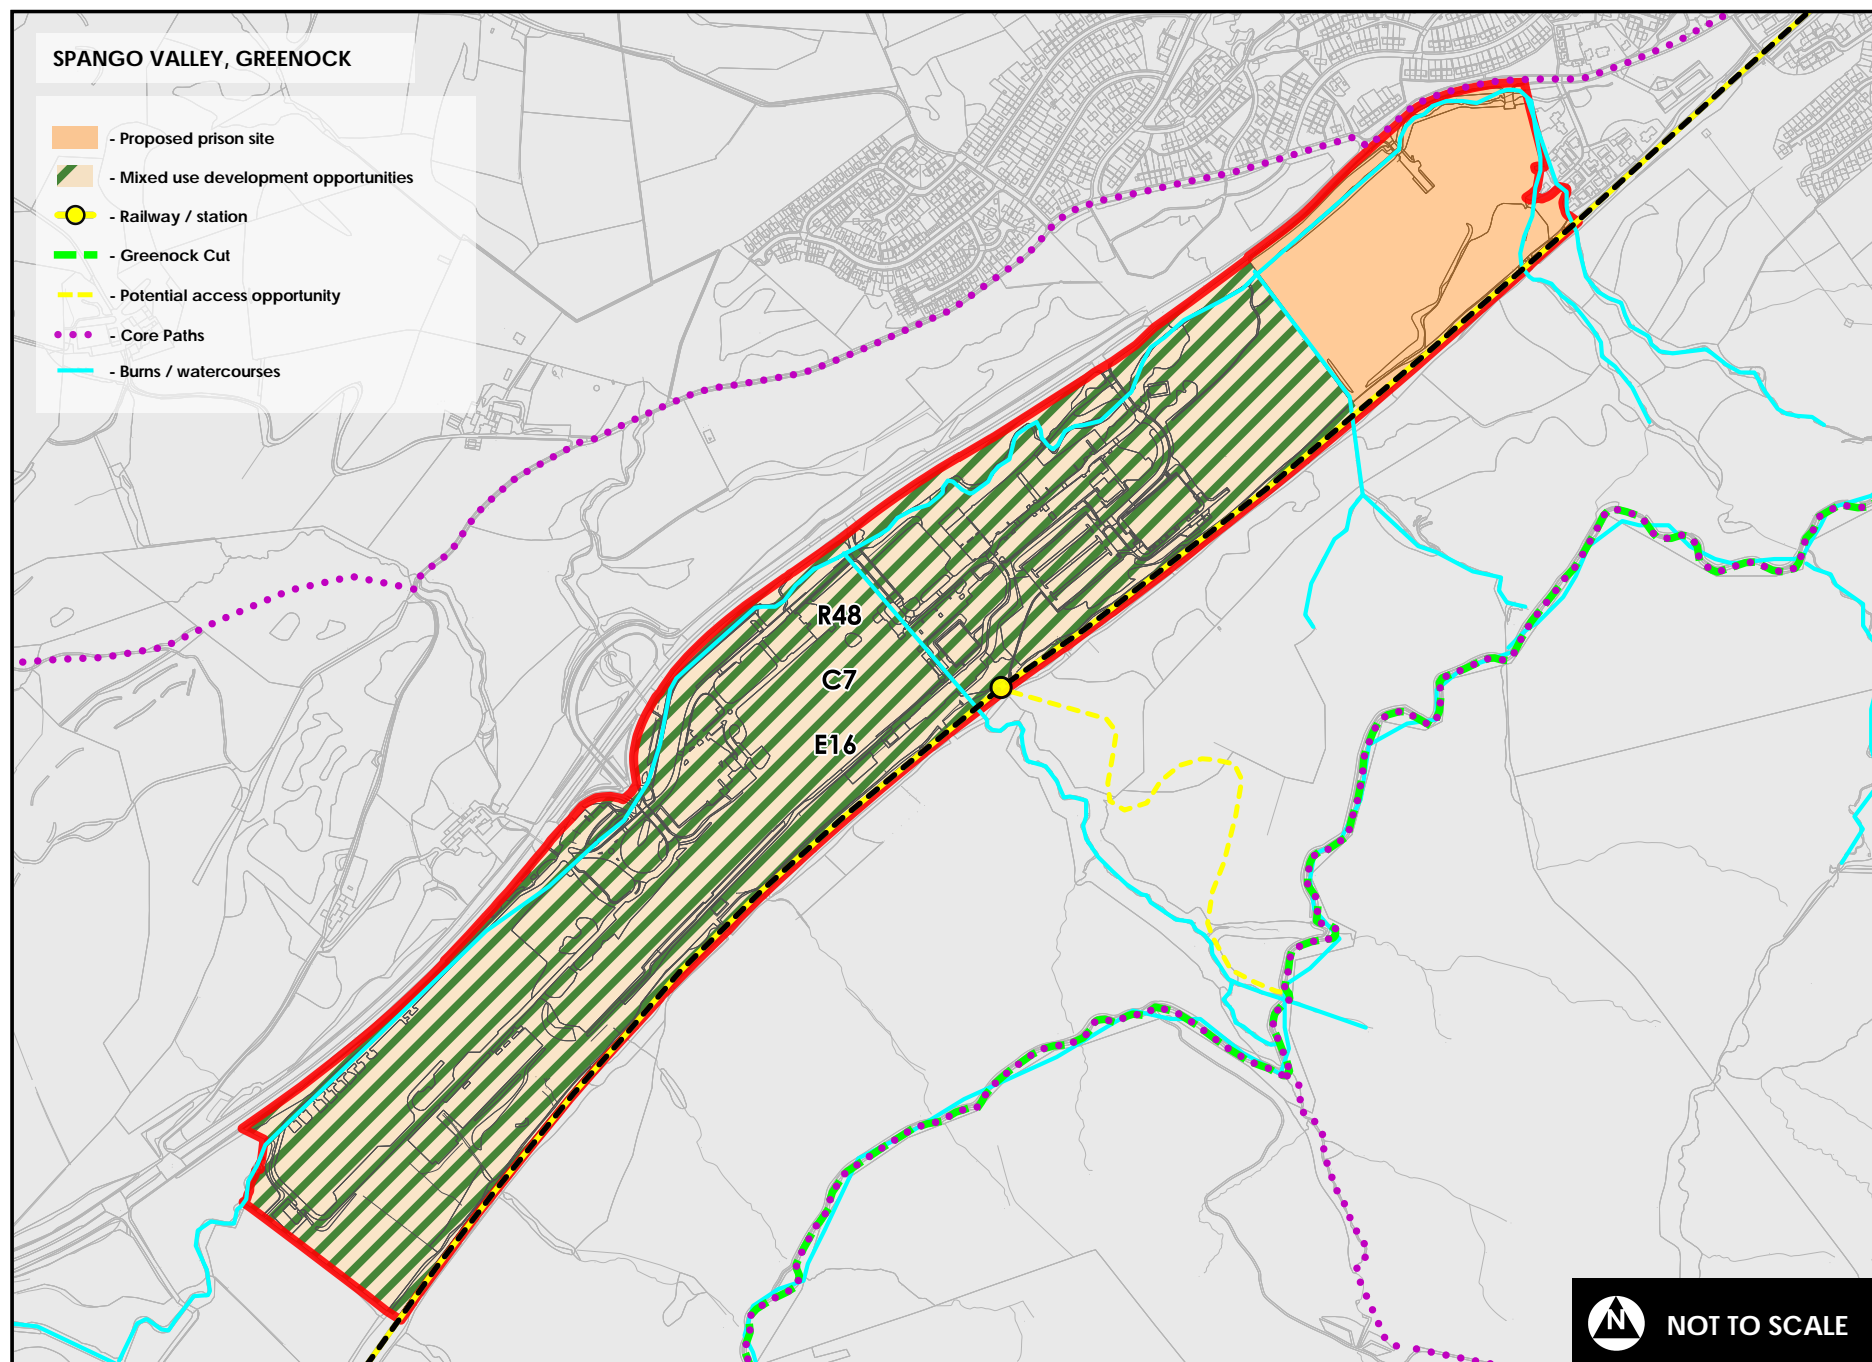 SPANGO VALLEY, GREENOCK
- Proposed prison site
- Mixed use development opportunities
- Railway / station
- Greenock Cut
- Potential access opportunity
- Core Paths
- Burns / watercourses
R48
C7
E16
N
NOT TO SCALE